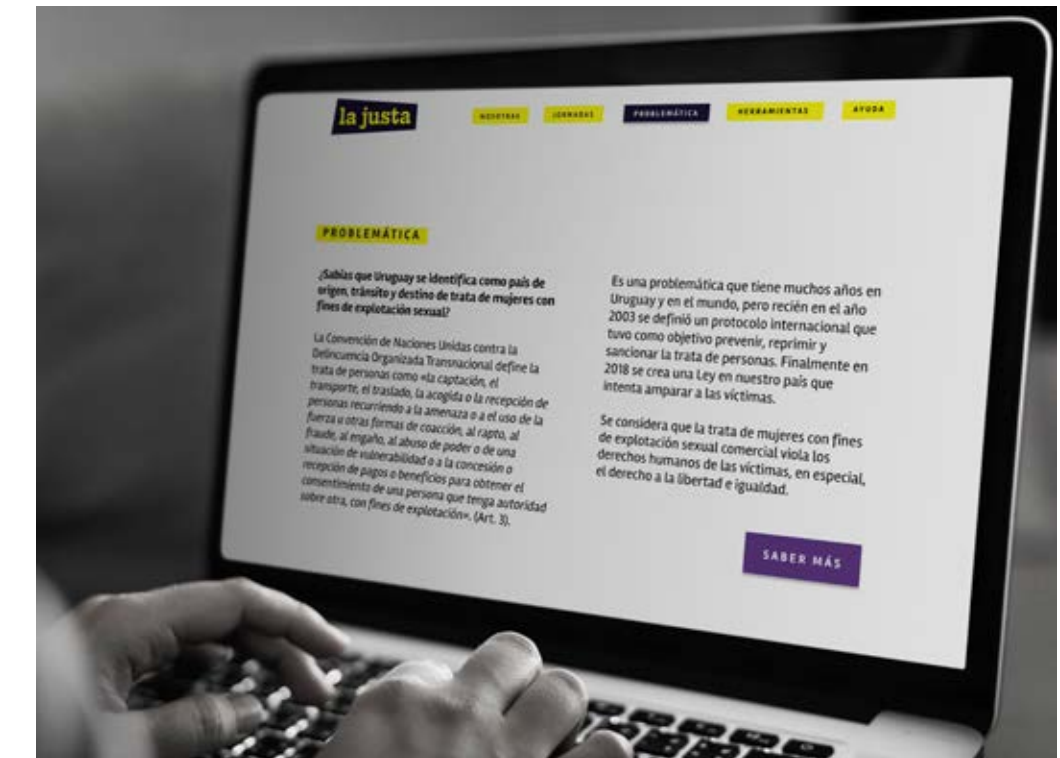 la justa
NOSOTRAS
JORNADAS
PROBLEMÁTICA
HERRAMIENTAS
AYUDA
PROBLEMÁTICA
¿Sabías que Uruguay se identifica como país de
origen, tránsito y destino de trata de mujeres con
fines de explotación sexual?
La Convención de Naciones Unidas contra la
Delincuencia Organizada Transnacional define la
trata de personas como «la captación, el
transporte, el traslado, la acogida o la recepción de
personas recurriendo a la amenaza o a el uso de la
fuerza u otras formas de coacción, al rapto, al
fraude, al engaño, al abuso de poder o de una
situación de vulnerabilidad o a la concesión o
recepción de pagos o beneficios para obtener el
consentimiento de una persona que tenga autoridad
sobre otra, con fines de explotación». (Art. 3).
Es una problemática que tiene muchos años en
Uruguay y en el mundo, pero recién en el año
2003 se definió un protocolo internacional que
tuvo como objetivo prevenir, reprimir y
sancionar la trata de personas. Finalmente en
2018 se crea una Ley en nuestro país que
intenta amparar a las víctimas.
Se considera que la trata de mujeres con fines
de explotación sexual comercial viola los
derechos humanos de las víctimas, en especial,
el derecho a la libertad e igualdad.
SABER MÁS